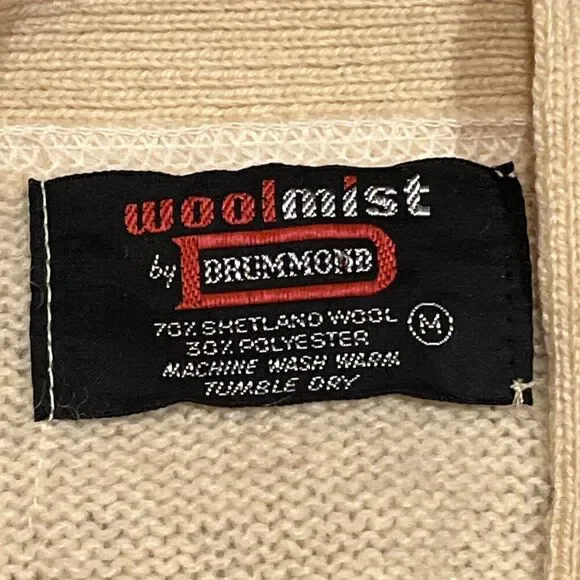 woolmist
by DRUMMOND
70% SHETLAND WOOL
30% POLYESTER
MACHINE WASH WARM
TUMBLE DRY
M